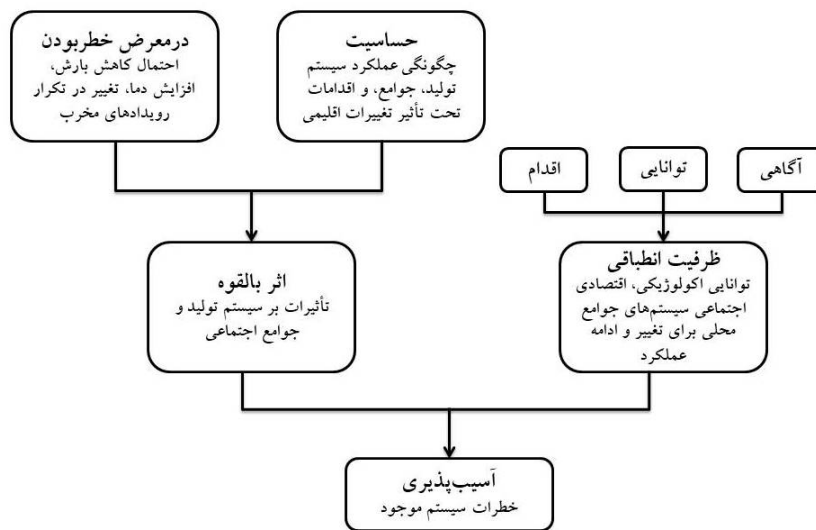 درمعرض خطربودن
احتمال کاهش بارش،
افزایش دما، تغییر در تکرار
رویدادهای مخرب
حساسیت
چگونگی عملکرد سیستم
تولید، جوامع، و اقدامات
تحت تأثیر تغییرات اقلیمی
آگاهی
توانایی
اقدام
ظرفیت انطباقی
توانایی اکولوژیکی، اقتصادی
اجتماعی سیستم‌های جوامع
محلی برای تغییر و ادامه
عملکرد
اثر بالقوه
تأثیرات بر سیستم تولید و
جوامع اجتماعی
آسیب‌پذیری
خطرات سیستم موجود